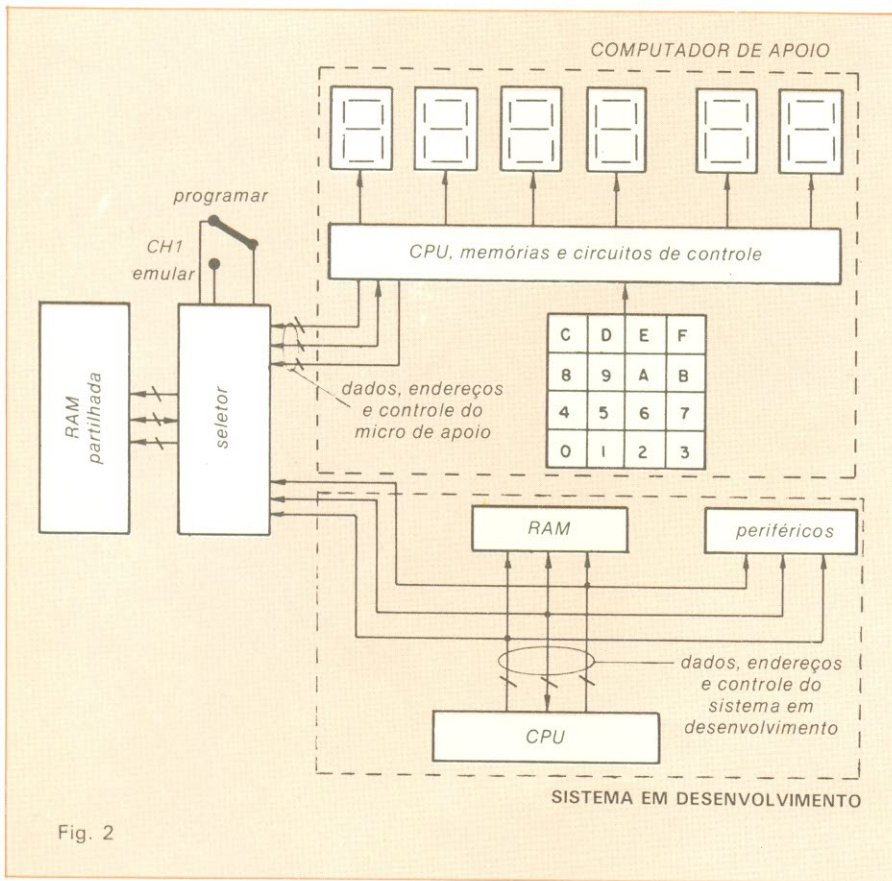 COMPUTADOR DE APOIO
programar
CH1
emular
CPU, memórias e circuitos de controle
C D E F
8 9 A B
4 5 6 7
0 1 2 3
dados, endereços
e controle do
micro de apoio
RAM
partilhada
seletor
RAM
periféricos
dados, endereços
e controle do
sistema em
desenvolvimento
CPU
SISTEMA EM DESENVOLVIMENTO
Fig. 2